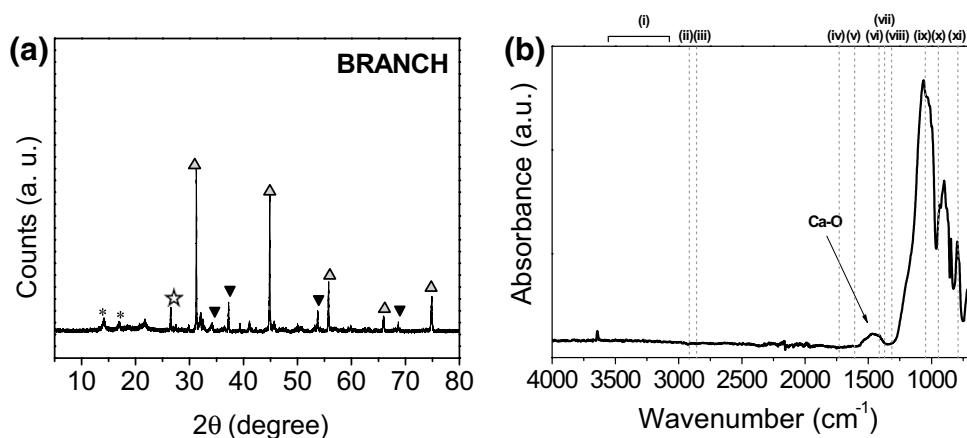 (a)
BRANCH
*
*
Counts (a. u.)
5 10 20 30 40 50 60 70 80
2θ (degree)
(b)
(i)
(ii)(iii)
(iv) (v)
(vi)
(vii)
(viii)
(ix)(x)
(xi)
Absorbance (a.u.)
Ca-O
4000 3500 3000 2500 2000 1500 1000
Wavenumber (cm⁻¹)